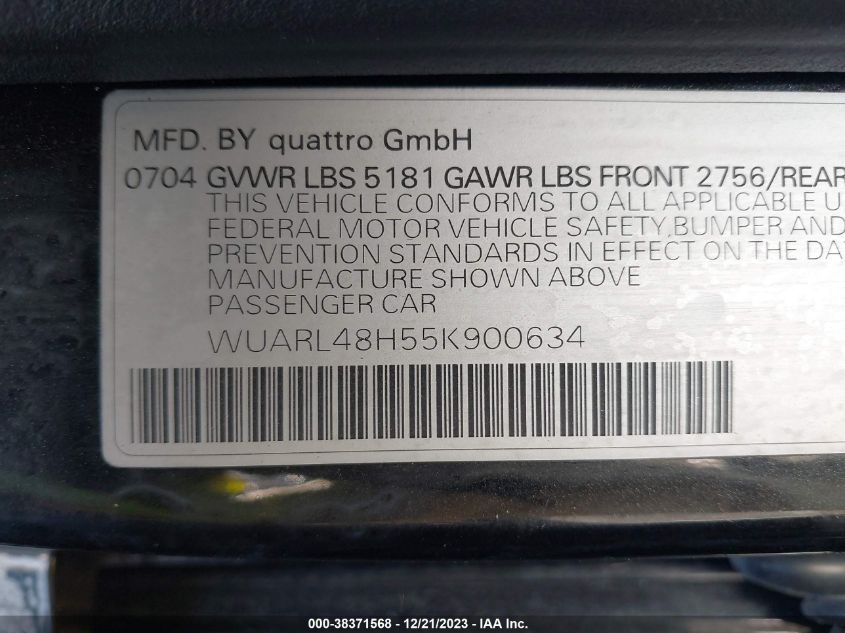 MFD. BY quattro GmbH
0704 GVWR LBS 5181 GAWR LBS FRONT 2756/REAR
THIS VEHICLE CONFORMS TO ALL APPLICABLE U
FEDERAL MOTOR VEHICLE SAFETY,BUMPER AND
PREVENTION STANDARDS IN EFFECT ON THE DA
MANUFACTURE SHOWN ABOVE
PASSENGER CAR
WUARL48H55K900634
000-38371568 - 12/21/2023 - IAA Inc.